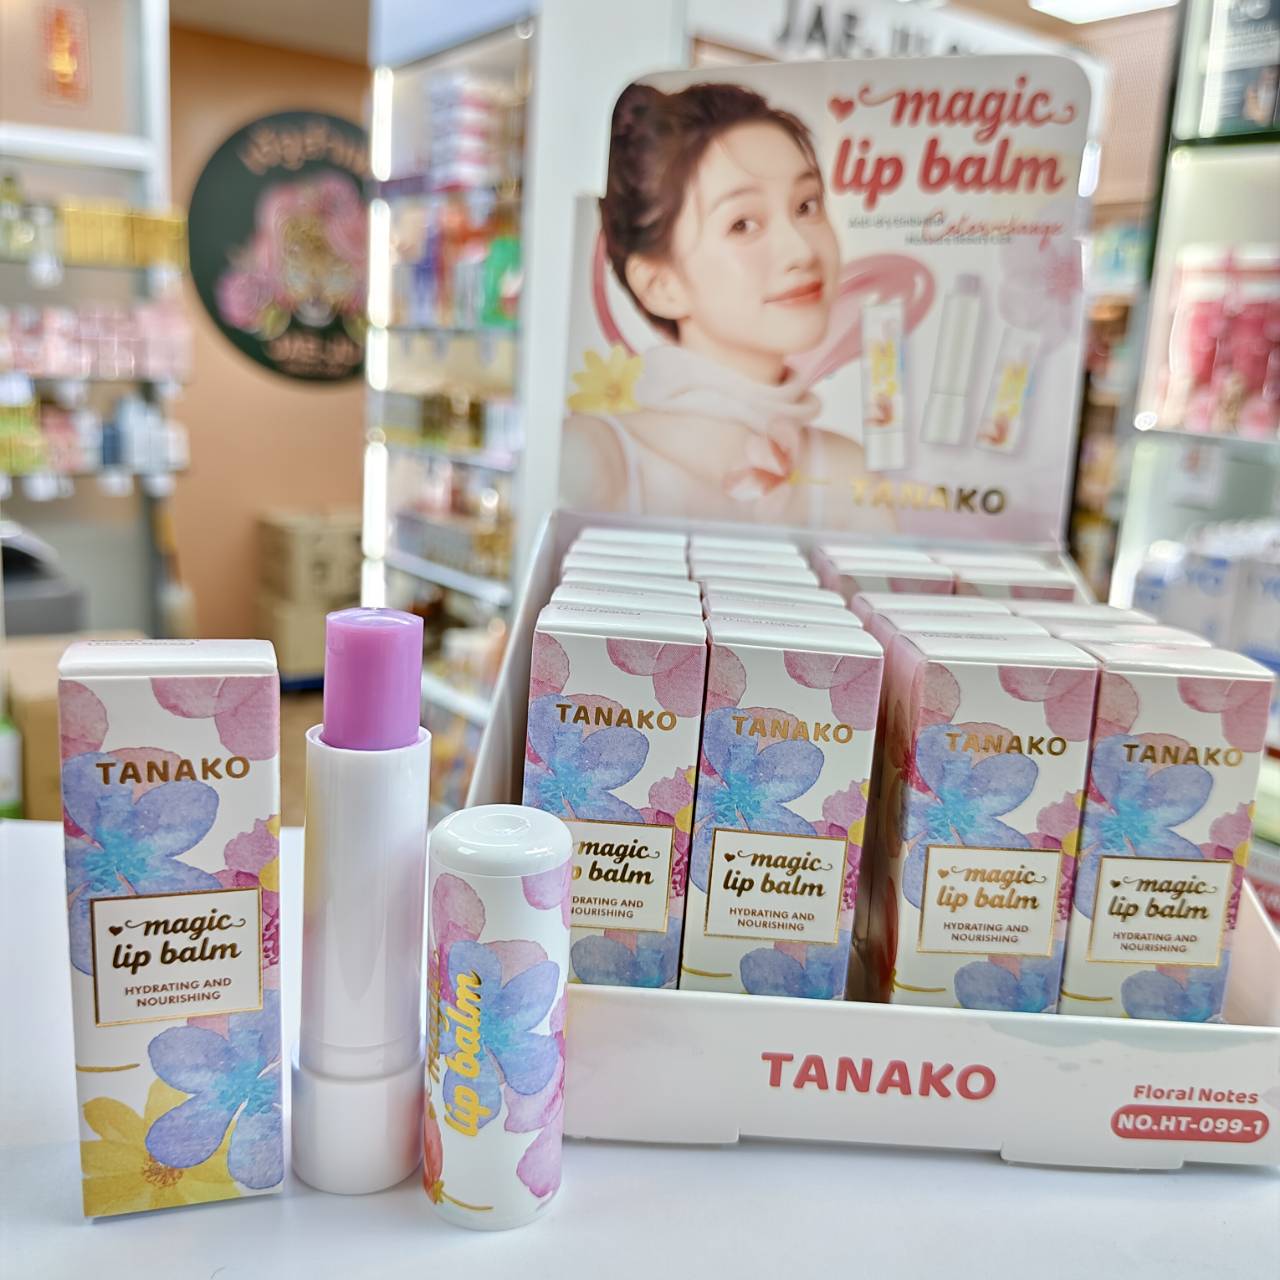 JAE
magic
lip balm
Color change
TANAKO
TANAKO
magic
lip balm
HYDRATING AND
NOURISHING
lip balm
TANAKO
magic
lip balm
DRATING AND
NOURISHING
TANAKO
magic
lip balm
HYDRATING AND
NOURISHING
TANAKO
magic
lip balm
HYDRATING AND
NOURISHING
TANAKO
magic
lip balm
HYDRATING AND
NOURISHING
TANAKO
Floral Notes
NO.HT-099-1